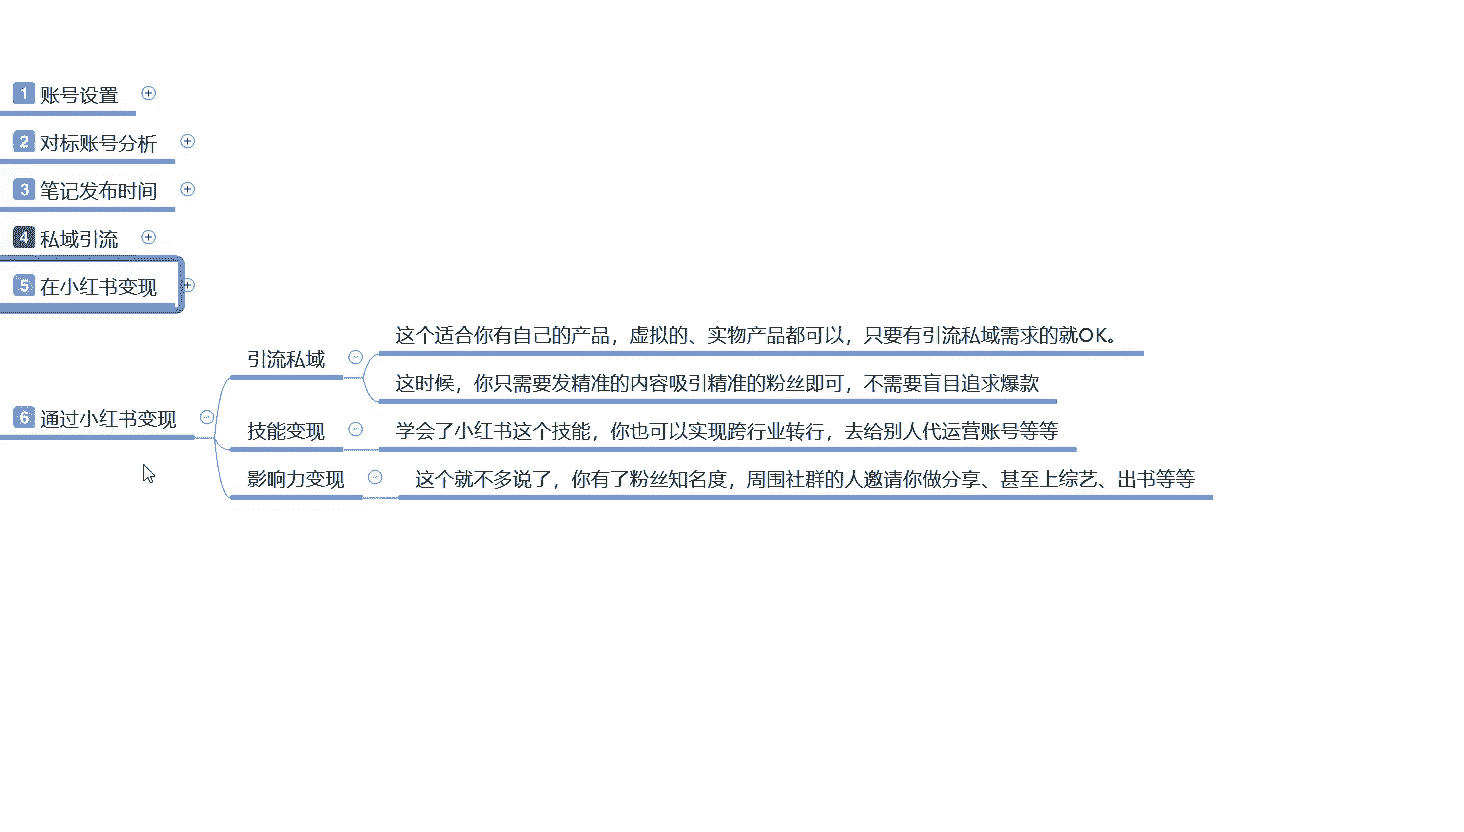 1 账号设置
2 对标账号分析
3 笔记发布时间
4 私域引流
5 在小红书变现
6 通过小红书变现
引流私域
这个适合你有自己的产品，虚拟的、实物产品都可以，只要有引流私域需求的就OK。
这时候，你只需要发精准的内容吸引精准的粉丝即可，不需要盲目追求爆款
技能变现
学会了小红书这个技能，你也可以实现跨行业转行，去给别人代运营账号等等
影响力变现
这个就不多说了，你有了粉丝知名度，周围社群的人邀请你做分享、甚至上综艺、出书等等